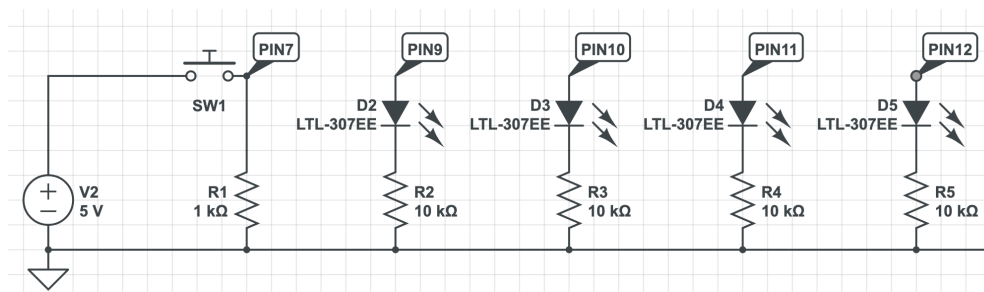 PIN7
PIN9
PIN10
PIN11
PIN12
SW1
D2
LTL-307EE
D3
LTL-307EE
D4
LTL-307EE
D5
LTL-307EE
V2
5 V
R1
1 kΩ
R2
10 kΩ
R3
10 kΩ
R4
10 kΩ
R5
10 kΩ